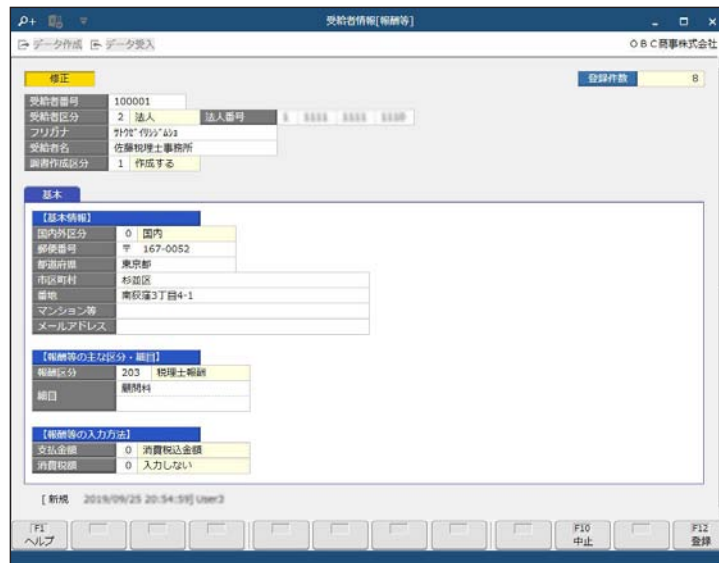 受給者情報[報酬等]
データ作成 データ受入 OBC商事株式会社
修正 登録件数 8
受給者番号 100001
受給者区分 2 法人 法人番号 1 1111 1111 1110
フリガナ ｻﾄｳｾﾞｲﾘｼｼﾞﾑｼｮ
受給者名 佐藤税理士事務所
調書作成区分 1 作成する
基本
【基本情報】
国内外区分 0 国内
郵便番号 〒 167-0052
都道府県 東京都
市区町村 杉並区
番地 南荻窪3丁目4-1
マンション等
メールアドレス
【報酬等の主な区分・細目】
報酬区分 203 税理士報酬
細目 顧問料
【報酬等の入力方法】
支払金額 0 消費税込金額
消費税額 0 入力しない
[新規 2019/09/25 20:54:59] User3
F1 ヘルプ F10 中止 F12 登録